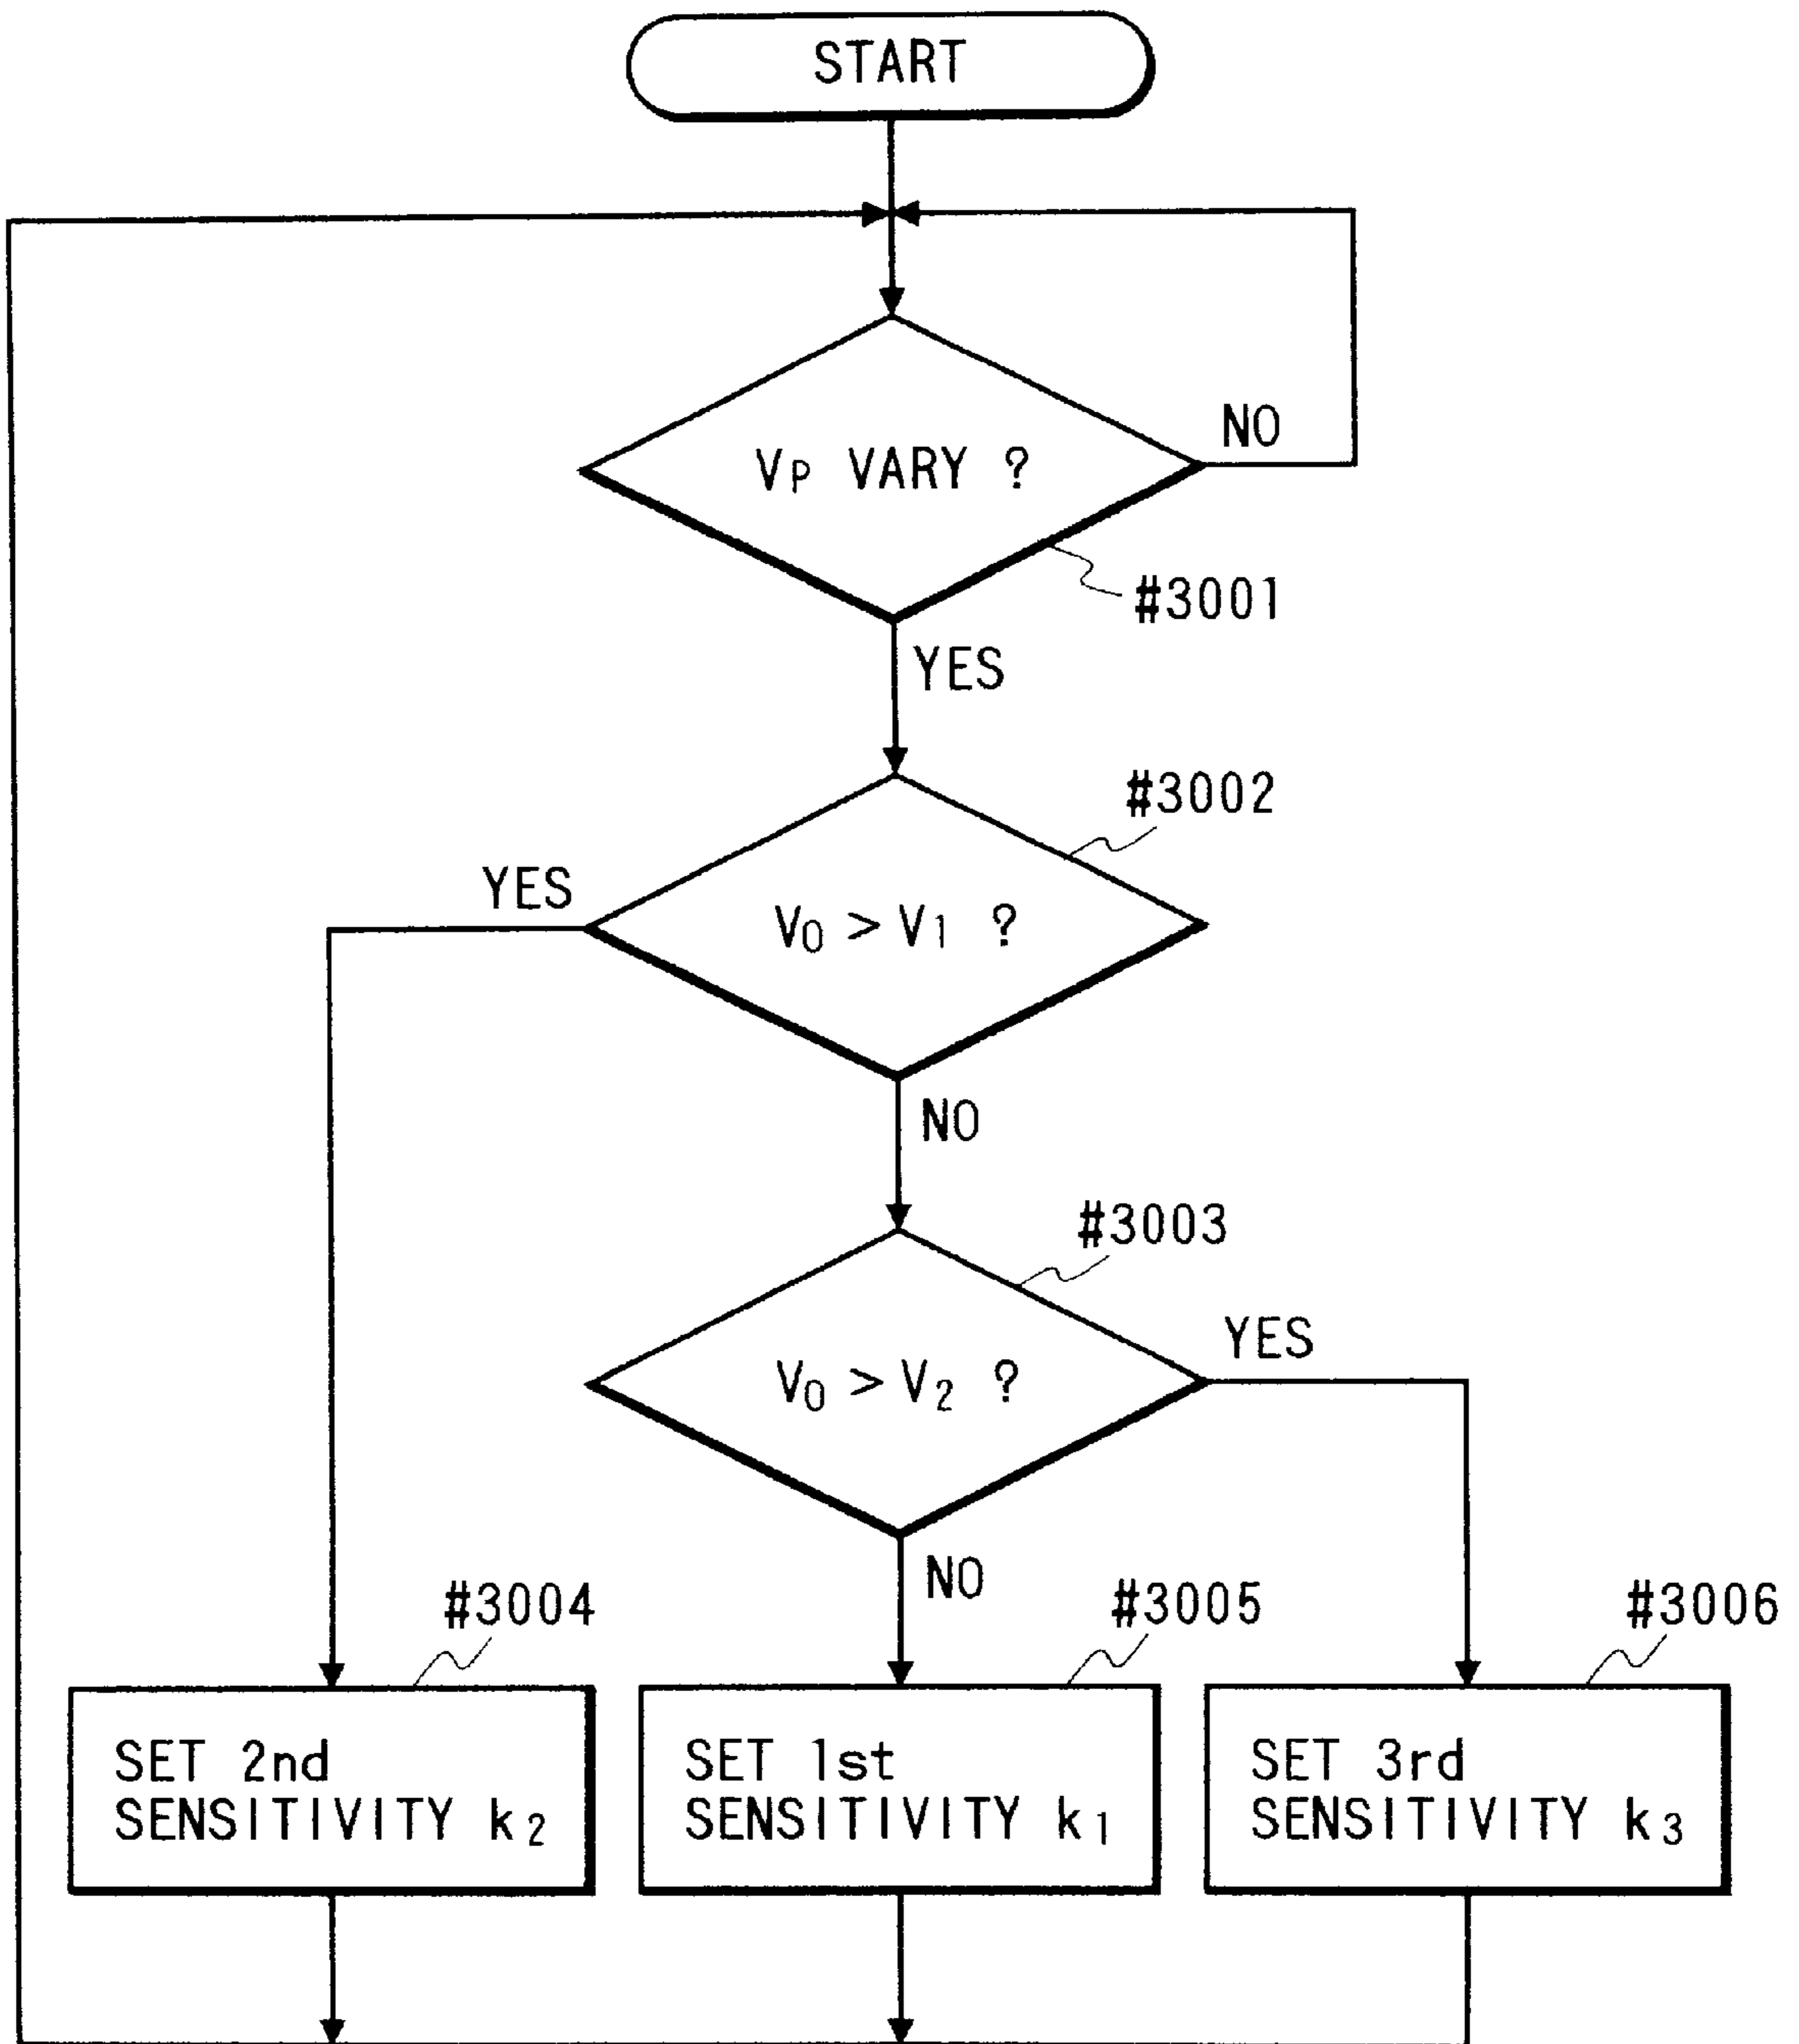 START
NO
VP VARY ?
#3001
YES
#3002
YES
V0 > V1 ?
NO
#3003
YES
V0 > V2 ?
NO
#3004
#3005
#3006
SET 2nd
SENSITIVITY k2
SET 1st
SENSITIVITY k1
SET 3rd
SENSITIVITY k3